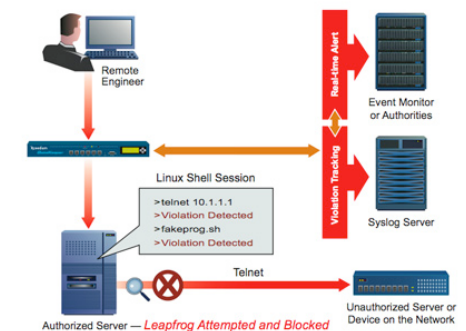 Remote
Engineer
Real-time Alert
Event Monitor
or Authorities
Violation Tracking
Syslog Server
Linux Shell Session
>telnet 10.1.1.1
>Violation Detected
>fakeprog.sh
>Violation Detected
Telnet
Unauthorized Server or
Device on the Network
Authorized Server — Leapfrog Attempted and Blocked